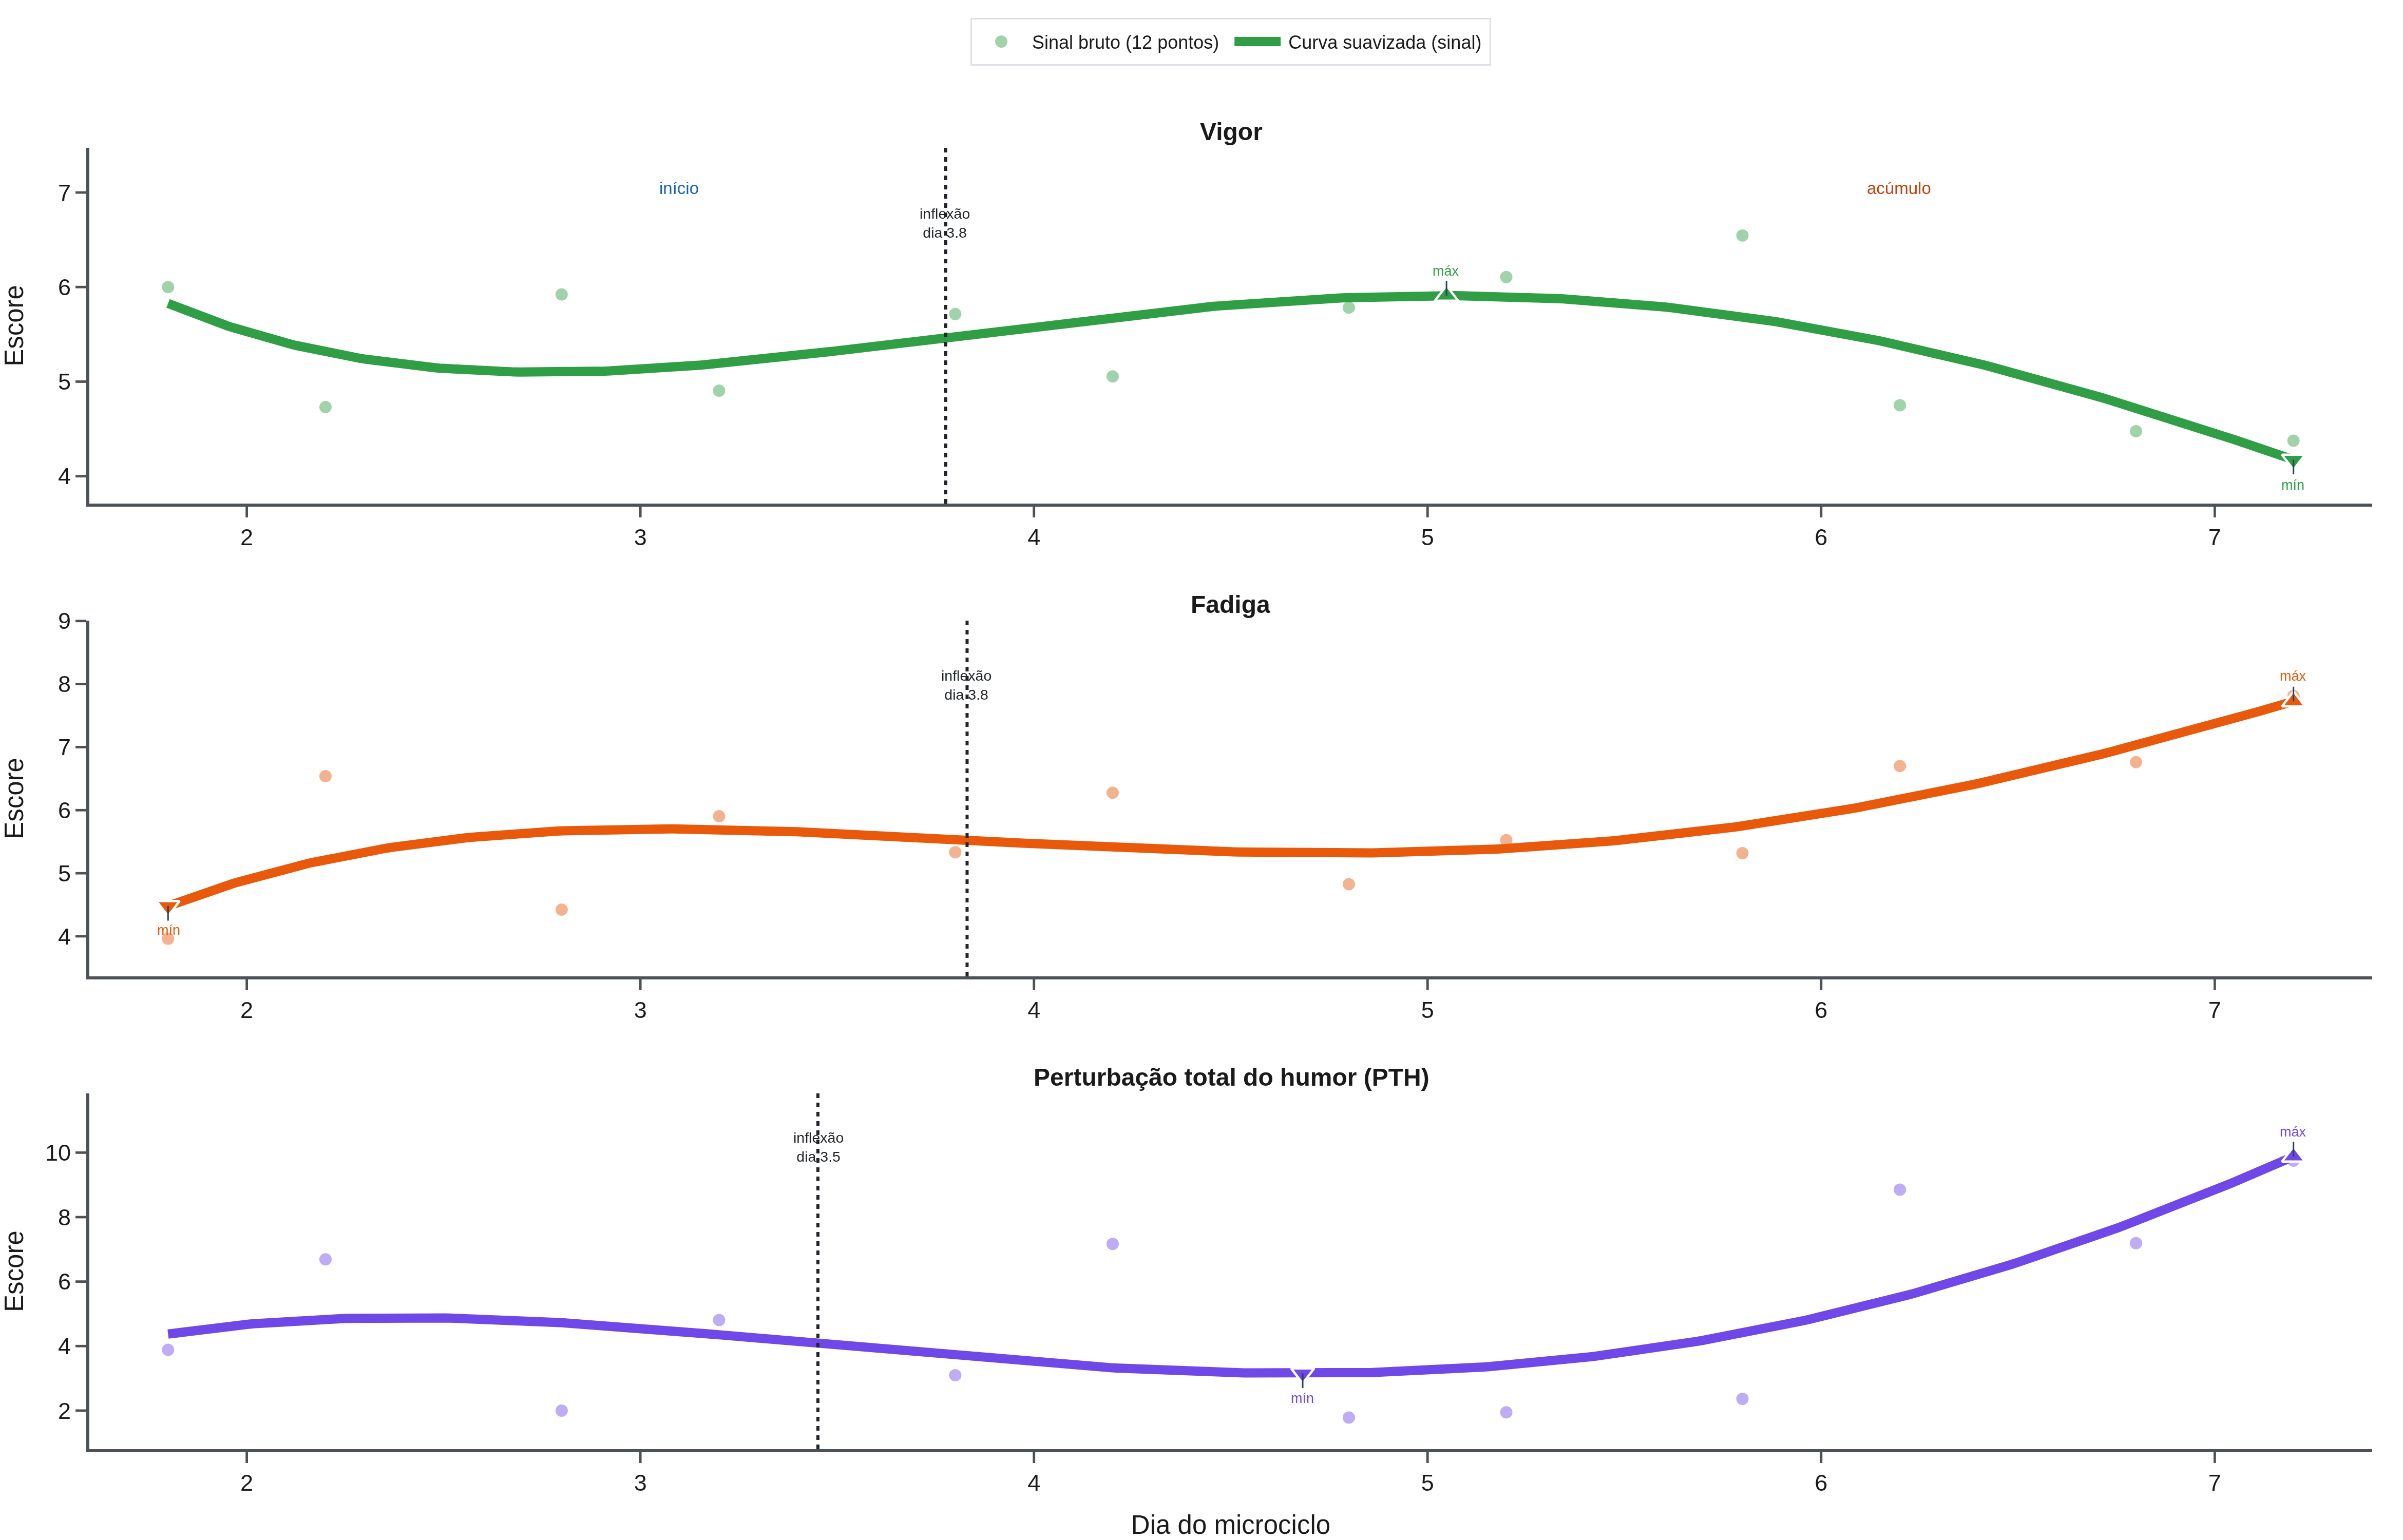 Sinal bruto (12 pontos) Curva suavizada (sinal)
Vigor
início
acúmulo
inflexão
dia 3.8
máx
mín
Escore
7
6
5
4
2 3 4 5 6 7
Fadiga
inflexão
dia 3.8
máx
mín
Escore
9
8
7
6
5
4
2 3 4 5 6 7
Perturbação total do humor (PTH)
inflexão
dia 3.5
máx
mín
Escore
10
8
6
4
2
2 3 4 5 6 7
Dia do microciclo